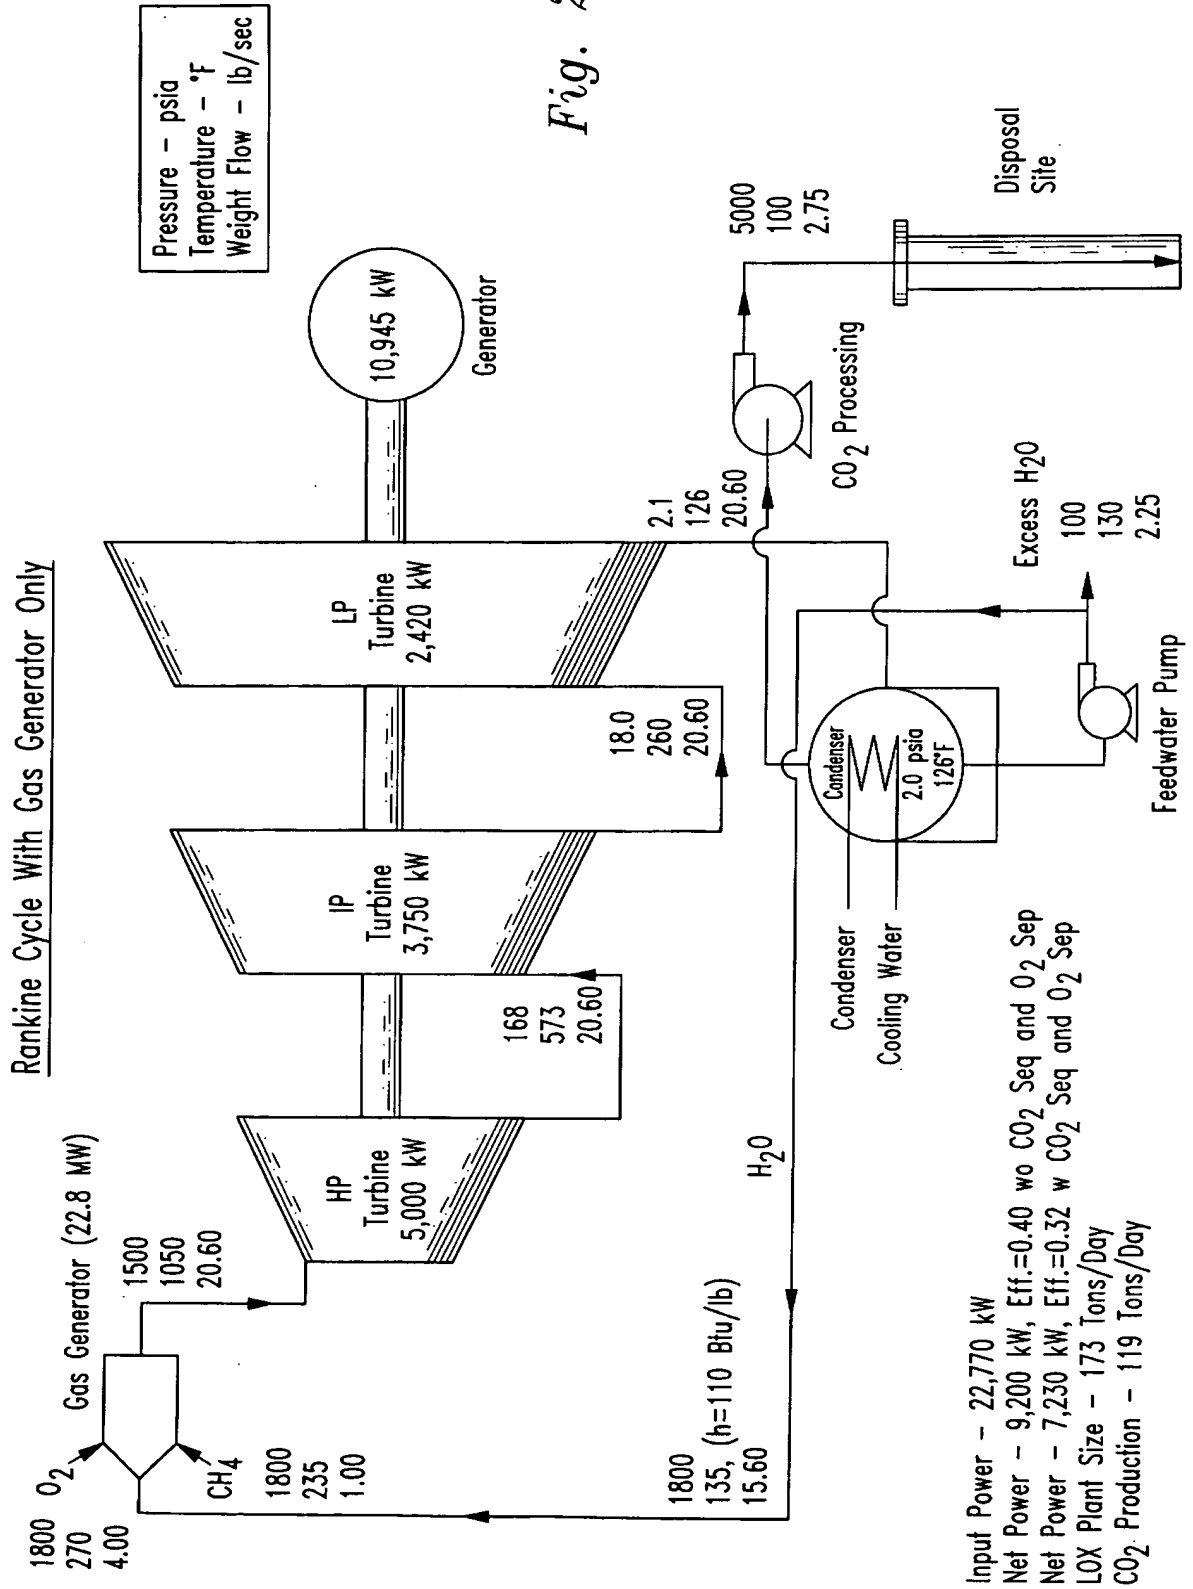 Rankine Cycle With Gas Generator Only
Pressure – psia
Temperature – °F
Weight Flow – lb/sec
1800
270
4.00
O2
Gas Generator (22.8 MW)
CH4
1800
235
1.00
1500
1050
20.60
HP
Turbine
5,000 kW
168
573
20.60
IP
Turbine
3,750 kW
18.0
260
20.60
LP
Turbine
2,420 kW
10,945 kW
Generator
2.1
126
20.60
CO2 Processing
5000
100
2.75
Disposal
Site
Condenser
2.0 psia
126°F
Condenser
Cooling Water
Feedwater Pump
Excess H2O
100
130
2.25
H2O
1800
135, (h=110 Btu/lb)
15.60
Input Power – 22,770 kW
Net Power – 9,200 kW, Eff.=0.40 wo CO2 Seq and O2 Sep
Net Power – 7,230 kW, Eff.=0.32 w CO2 Seq and O2 Sep
LOX Plant Size – 173 Tons/Day
CO2 Production – 119 Tons/Day
Fig.